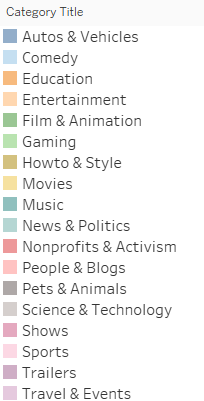 Category Title
Autos & Vehicles
Comedy
Education
Entertainment
Film & Animation
Gaming
Howto & Style
Movies
Music
News & Politics
Nonprofits & Activism
People & Blogs
Pets & Animals
Science & Technology
Shows
Sports
Trailers
Travel & Events